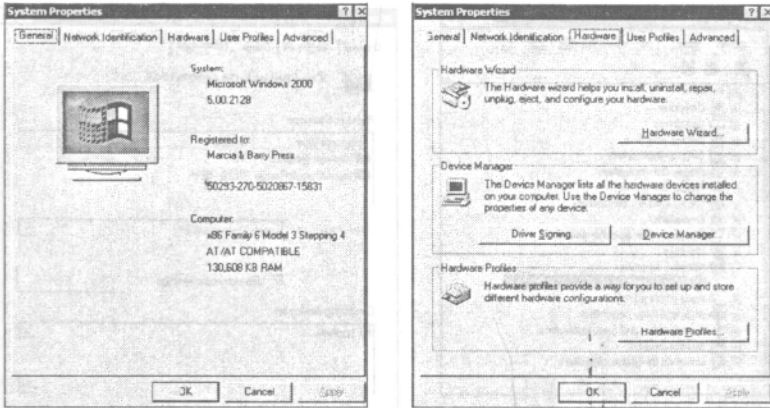 System Properties
General
Network Identification
Hardware
User Profiles
Advanced
System:
Microsoft Windows 2000
5.00.2128
Registered to:
Marcia & Barry Press
50293-270-5020867-15831
Computer:
x86 Family 6 Model 3 Stepping 4
AT/AT COMPATIBLE
130,608 KB RAM
OK
Cancel
Apply
System Properties
General
Network Identification
Hardware
User Profiles
Advanced
Hardware Wizard
The Hardware wizard helps you install, uninstall, repair,
unplug, eject, and configure your hardware.
Hardware Wizard...
Device Manager
The Device Manager lists all the hardware devices installed
on your computer. Use the Device Manager to change the
properties of any device.
Driver Signing
Device Manager
Hardware Profiles
Hardware profiles provide a way for you to set up and store
different hardware configurations.
Hardware Profiles...
OK
Cancel
Apply